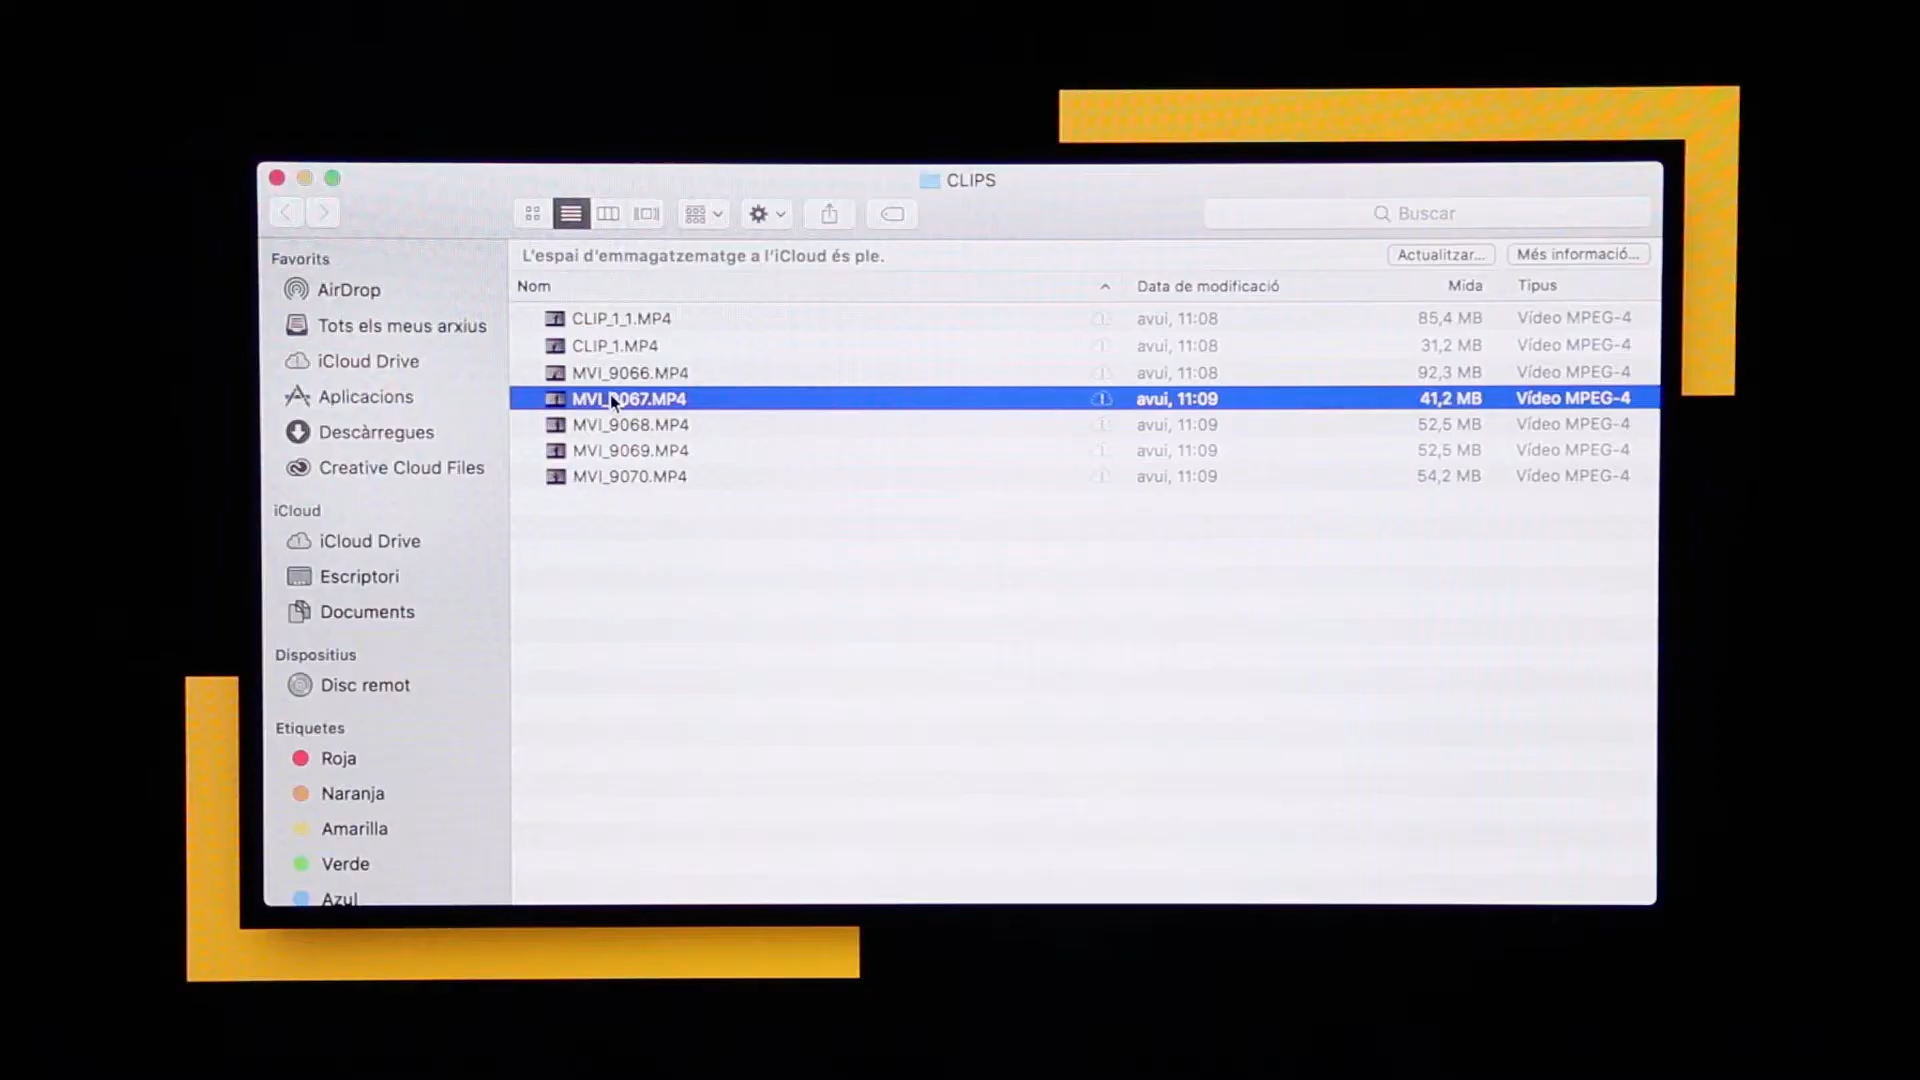 CLIPS
Buscar
Favorits
AirDrop
Tots els meus arxius
iCloud Drive
Aplicacions
Descàrregues
Creative Cloud Files
iCloud
iCloud Drive
Escriptori
Documents
Dispositius
Disc remot
Etiquetes
Roja
Naranja
Amarilla
Verde
Azul
L'espai d'emmagatzematge a l'iCloud és ple. Actualitzar... Més informació...
Nom Data de modificació Mida Tipus
CLIP_1_1.MP4 avui, 11:08 85,4 MB Vídeo MPEG-4
CLIP_1.MP4 avui, 11:08 31,2 MB Vídeo MPEG-4
MVI_9066.MP4 avui, 11:08 92,3 MB Vídeo MPEG-4
MVI_9067.MP4 avui, 11:09 41,2 MB Vídeo MPEG-4
MVI_9068.MP4 avui, 11:09 52,5 MB Vídeo MPEG-4
MVI_9069.MP4 avui, 11:09 52,5 MB Vídeo MPEG-4
MVI_9070.MP4 avui, 11:09 54,2 MB Vídeo MPEG-4